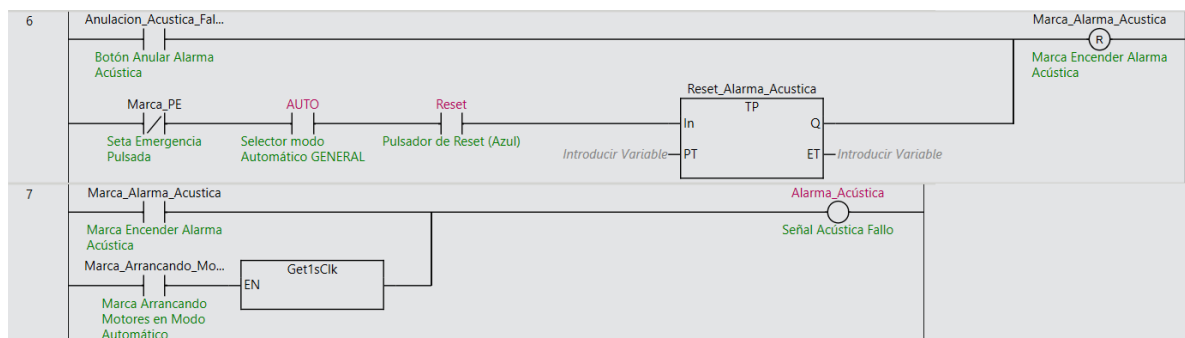 6
Anulacion_Acustica_Fal...
Marca_Alarma_Acustica
R
Botón Anular Alarma
Acústica
Marca Encender Alarma
Acústica
Reset_Alarma_Acustica
Marca_PE
AUTO
Reset
TP
In
Q
Seta Emergencia
Pulsada
Selector modo
Automático GENERAL
Pulsador de Reset (Azul)
Introducir Variable
PT
ET
Introducir Variable
7
Marca_Alarma_Acustica
Alarma_Acústica
Marca Encender Alarma
Acústica
Señal Acústica Fallo
Marca_Arrancando_Mo...
Get1sClk
EN
Marca Arrancando
Motores en Modo
Automático